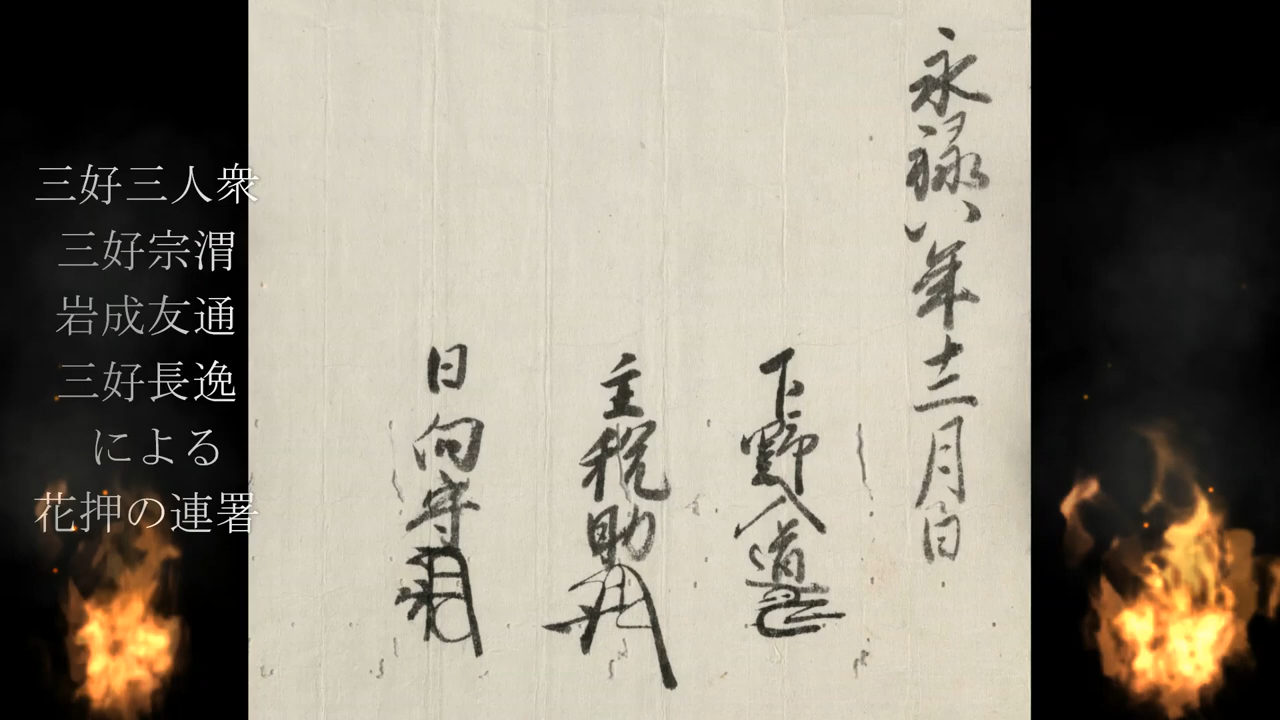 三好三人衆
三好宗渭
岩成友通
三好長逸
による
花押の連署
永禄八年十二月日
下野入道
主税助
日向守